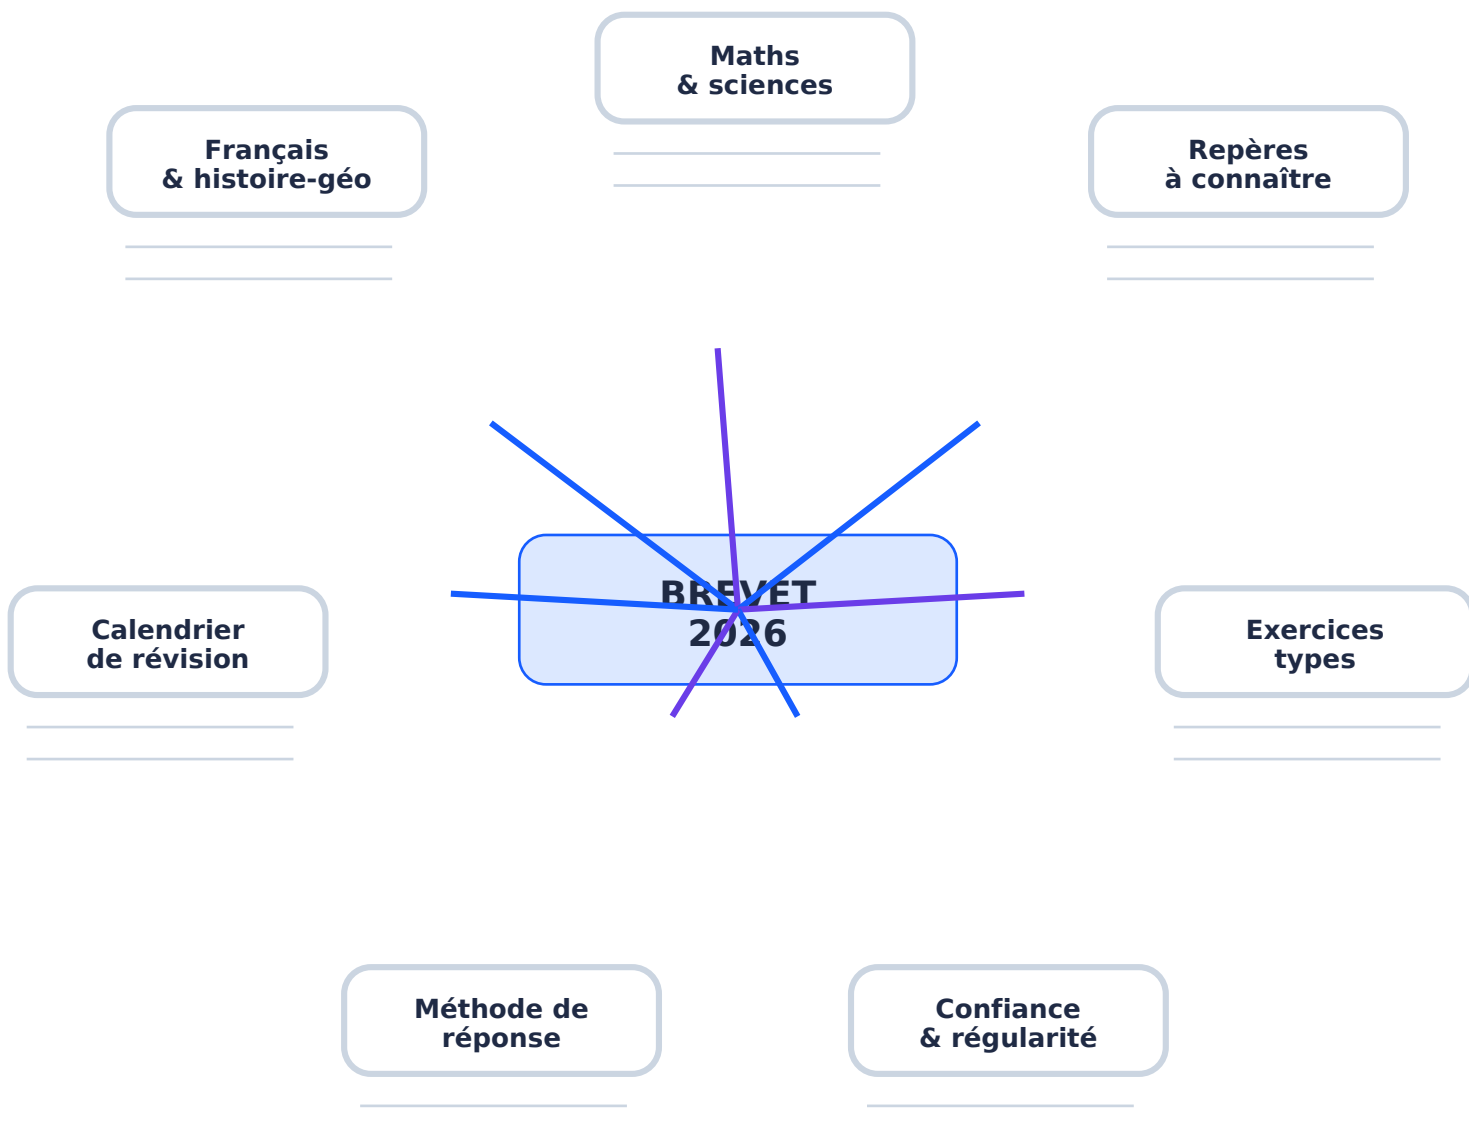 Maths
& sciences
Français
& histoire-géo
Repères
à connaître
BREVET
2026
Calendrier
de révision
Exercices
types
Méthode de
réponse
Confiance
& régularité